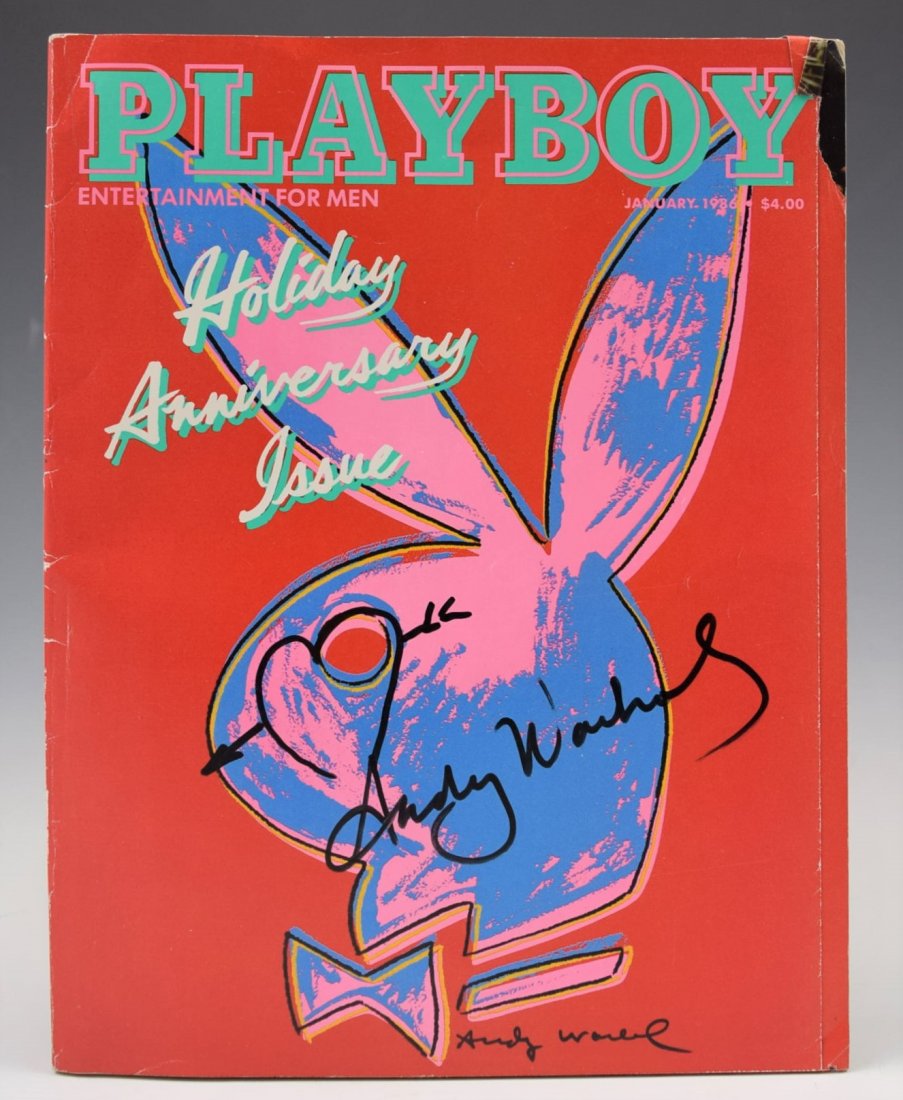 PLAYBOY
ENTERTAINMENT FOR MEN
JANUARY 1986 • $4.00
Holiday
Anniversary
Issue
Andy Warhol
Andy Warhol